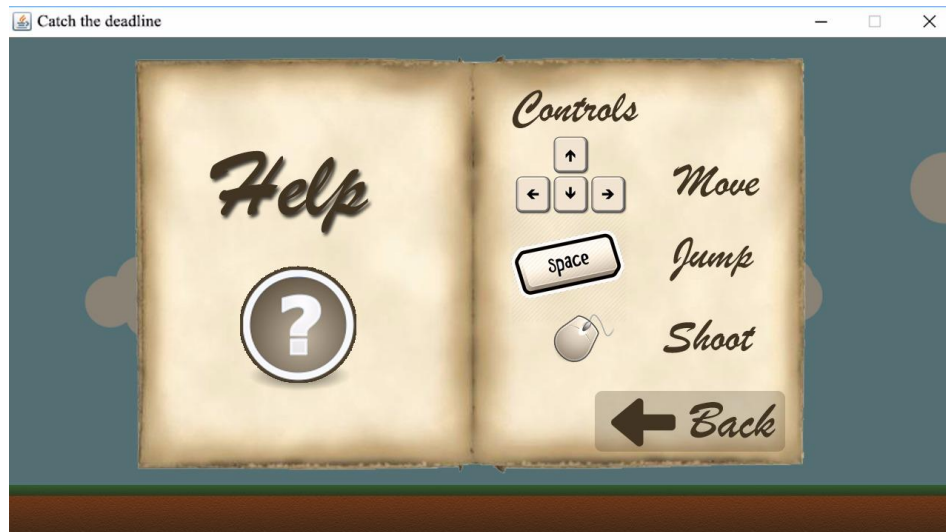 Catch the deadline
Help
?
Controls
Move
space
Jump
Shoot
Back